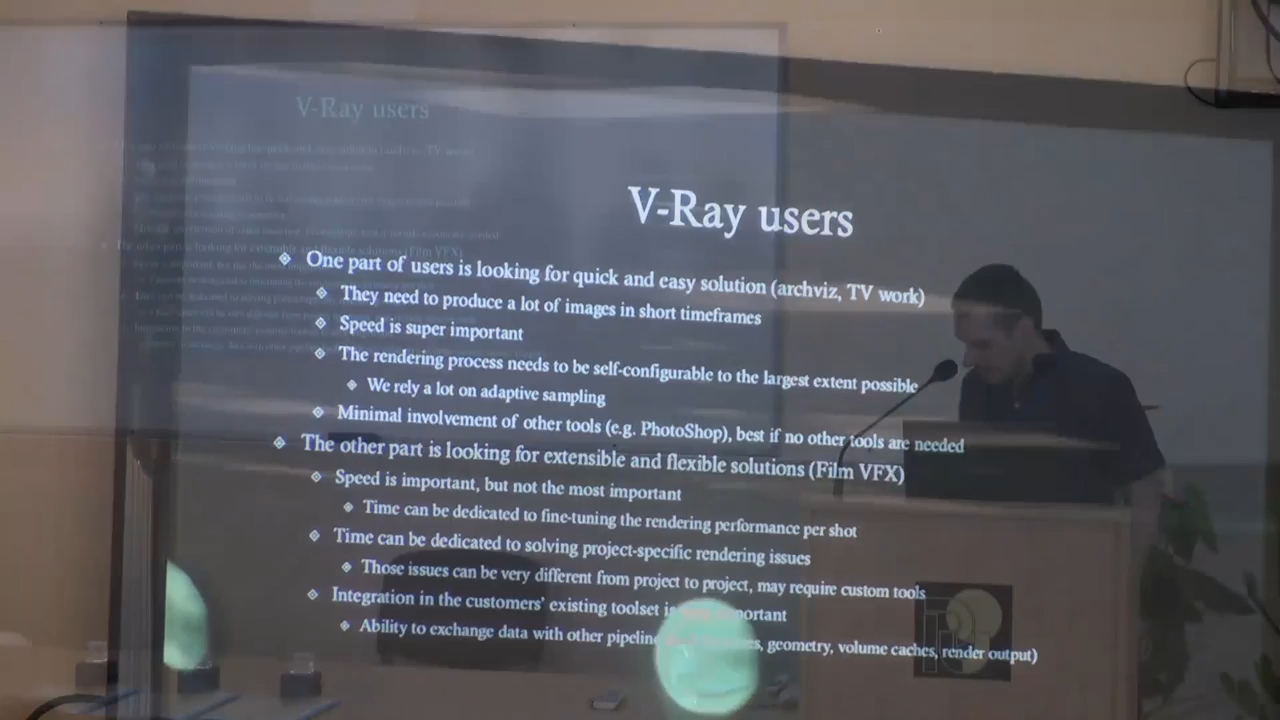 V-Ray users
V-Ray users
One part of users is looking for quick and easy solution (archviz, TV work)
They need to produce a lot of images in short timeframes
Speed is super important
The rendering process needs to be self-configurable to the largest extent possible
We rely a lot on adaptive sampling
Minimal involvement of other tools (e.g. PhotoShop), best if no other tools are needed
The other part is looking for extensible and flexible solutions (Film VFX)
Speed is important, but not the most important
Time can be dedicated to fine-tuning the rendering performance per shot
Time can be dedicated to solving project-specific rendering issues
Those issues can be very different from project to project, may require custom tools
Integration in the customers' existing toolset is important
Ability to exchange data with other geometry, volume caches, render output)